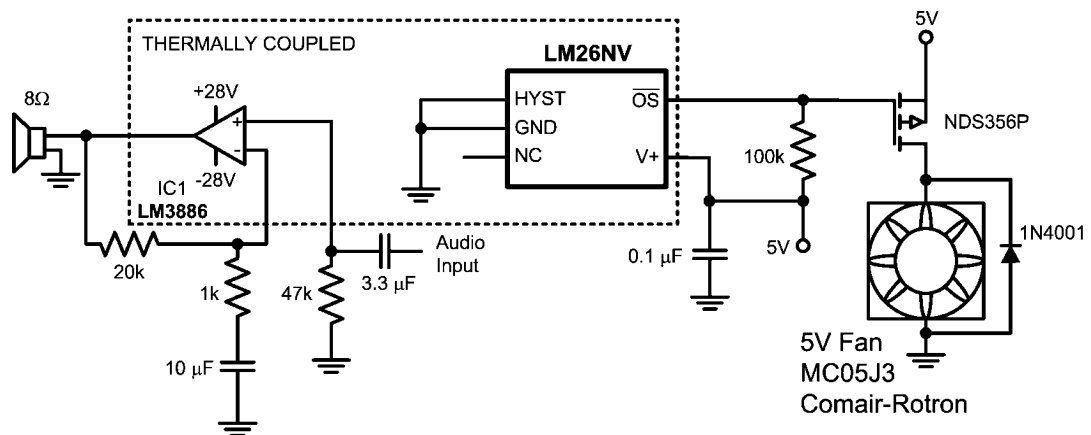 THERMALLY COUPLED
LM26NV
5V
8Ω
+28V
+
-
-28V
IC1
LM3886
HYST
GND
NC
OS
V+
NDS356P
100k
20k
1k
47k
3.3 μF
Audio
Input
10 μF
0.1 μF
5V
1N4001
5V Fan
MC05J3
Comair-Rotron